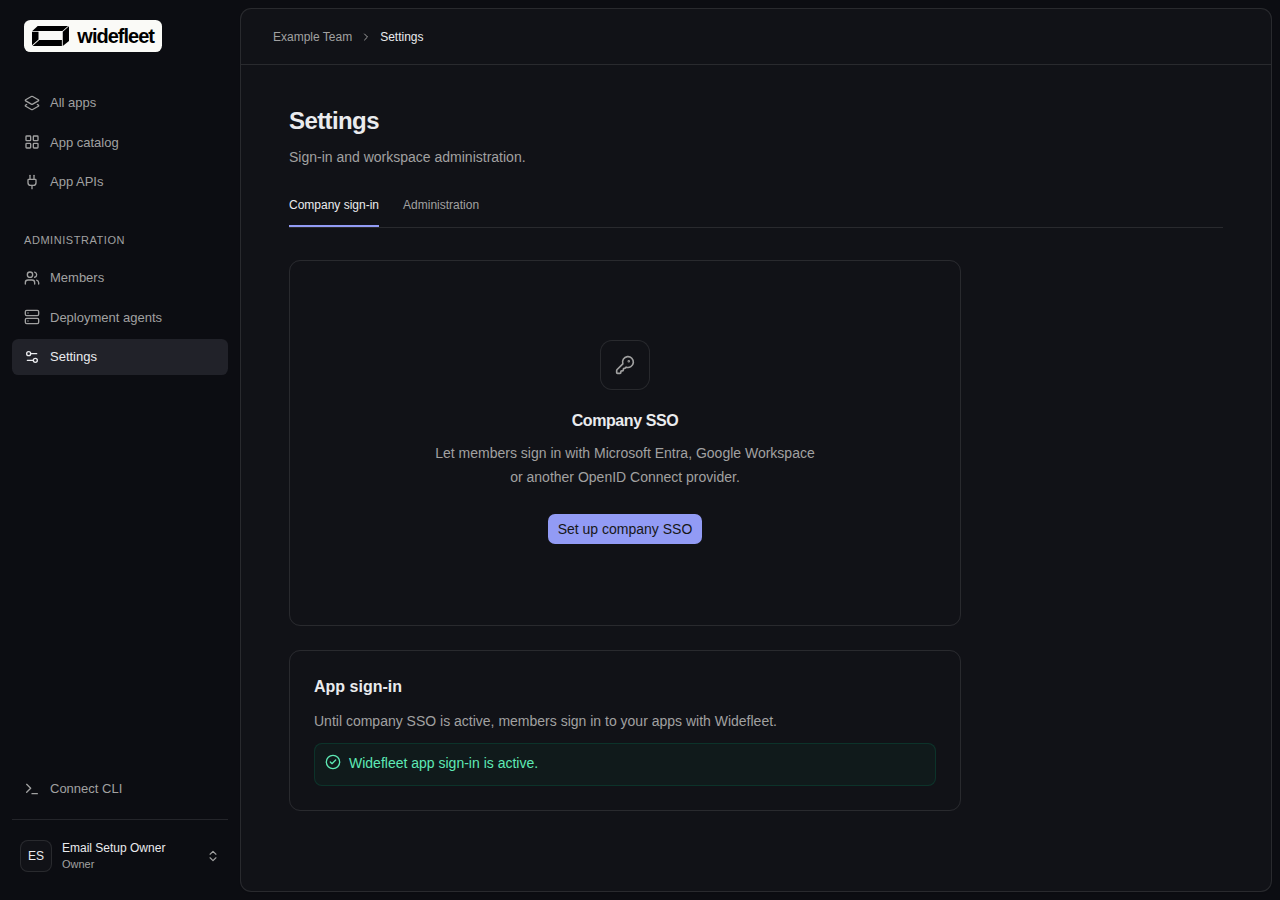 widefleet
Example Team > Settings
All apps
App catalog
App APIs
ADMINISTRATION
Members
Deployment agents
Settings
Connect CLI
ES
Email Setup Owner
Owner
Settings
Sign-in and workspace administration.
Company sign-in Administration
Company SSO
Let members sign in with Microsoft Entra, Google Workspace
or another OpenID Connect provider.
Set up company SSO
App sign-in
Until company SSO is active, members sign in to your apps with Widefleet.
Widefleet app sign-in is active.